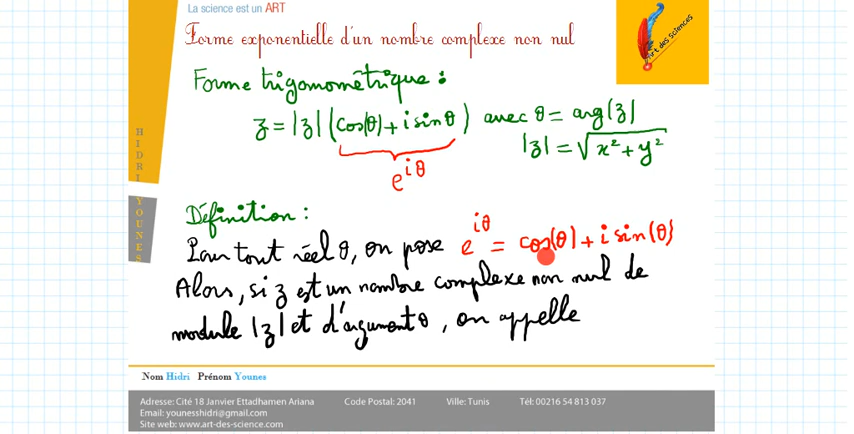 La science est un ART
Forme exponentielle d'un nombre complexe non nul
Art des Sciences
Forme trigonométrique :
z = |z| (cos(θ) + i sin θ) avec θ = arg(z)
|z| = √x² + y²
e^iθ
HIDRI YOUNES
Définition :
Pour tout réel θ, on pose e^iθ = cos(θ) + i sin(θ)
Alors, si z est un nombre complexe non nul de
module |z| et d'argument θ, on appelle
Nom Hidri Prénom Younes
Adresse: Cité 18 Janvier Ettadhamen Ariana Code Postal: 2041 Ville: Tunis Tél: 00216 54 813 037
Email: younesshidri@gmail.com
Site web: www.art-des-science.com